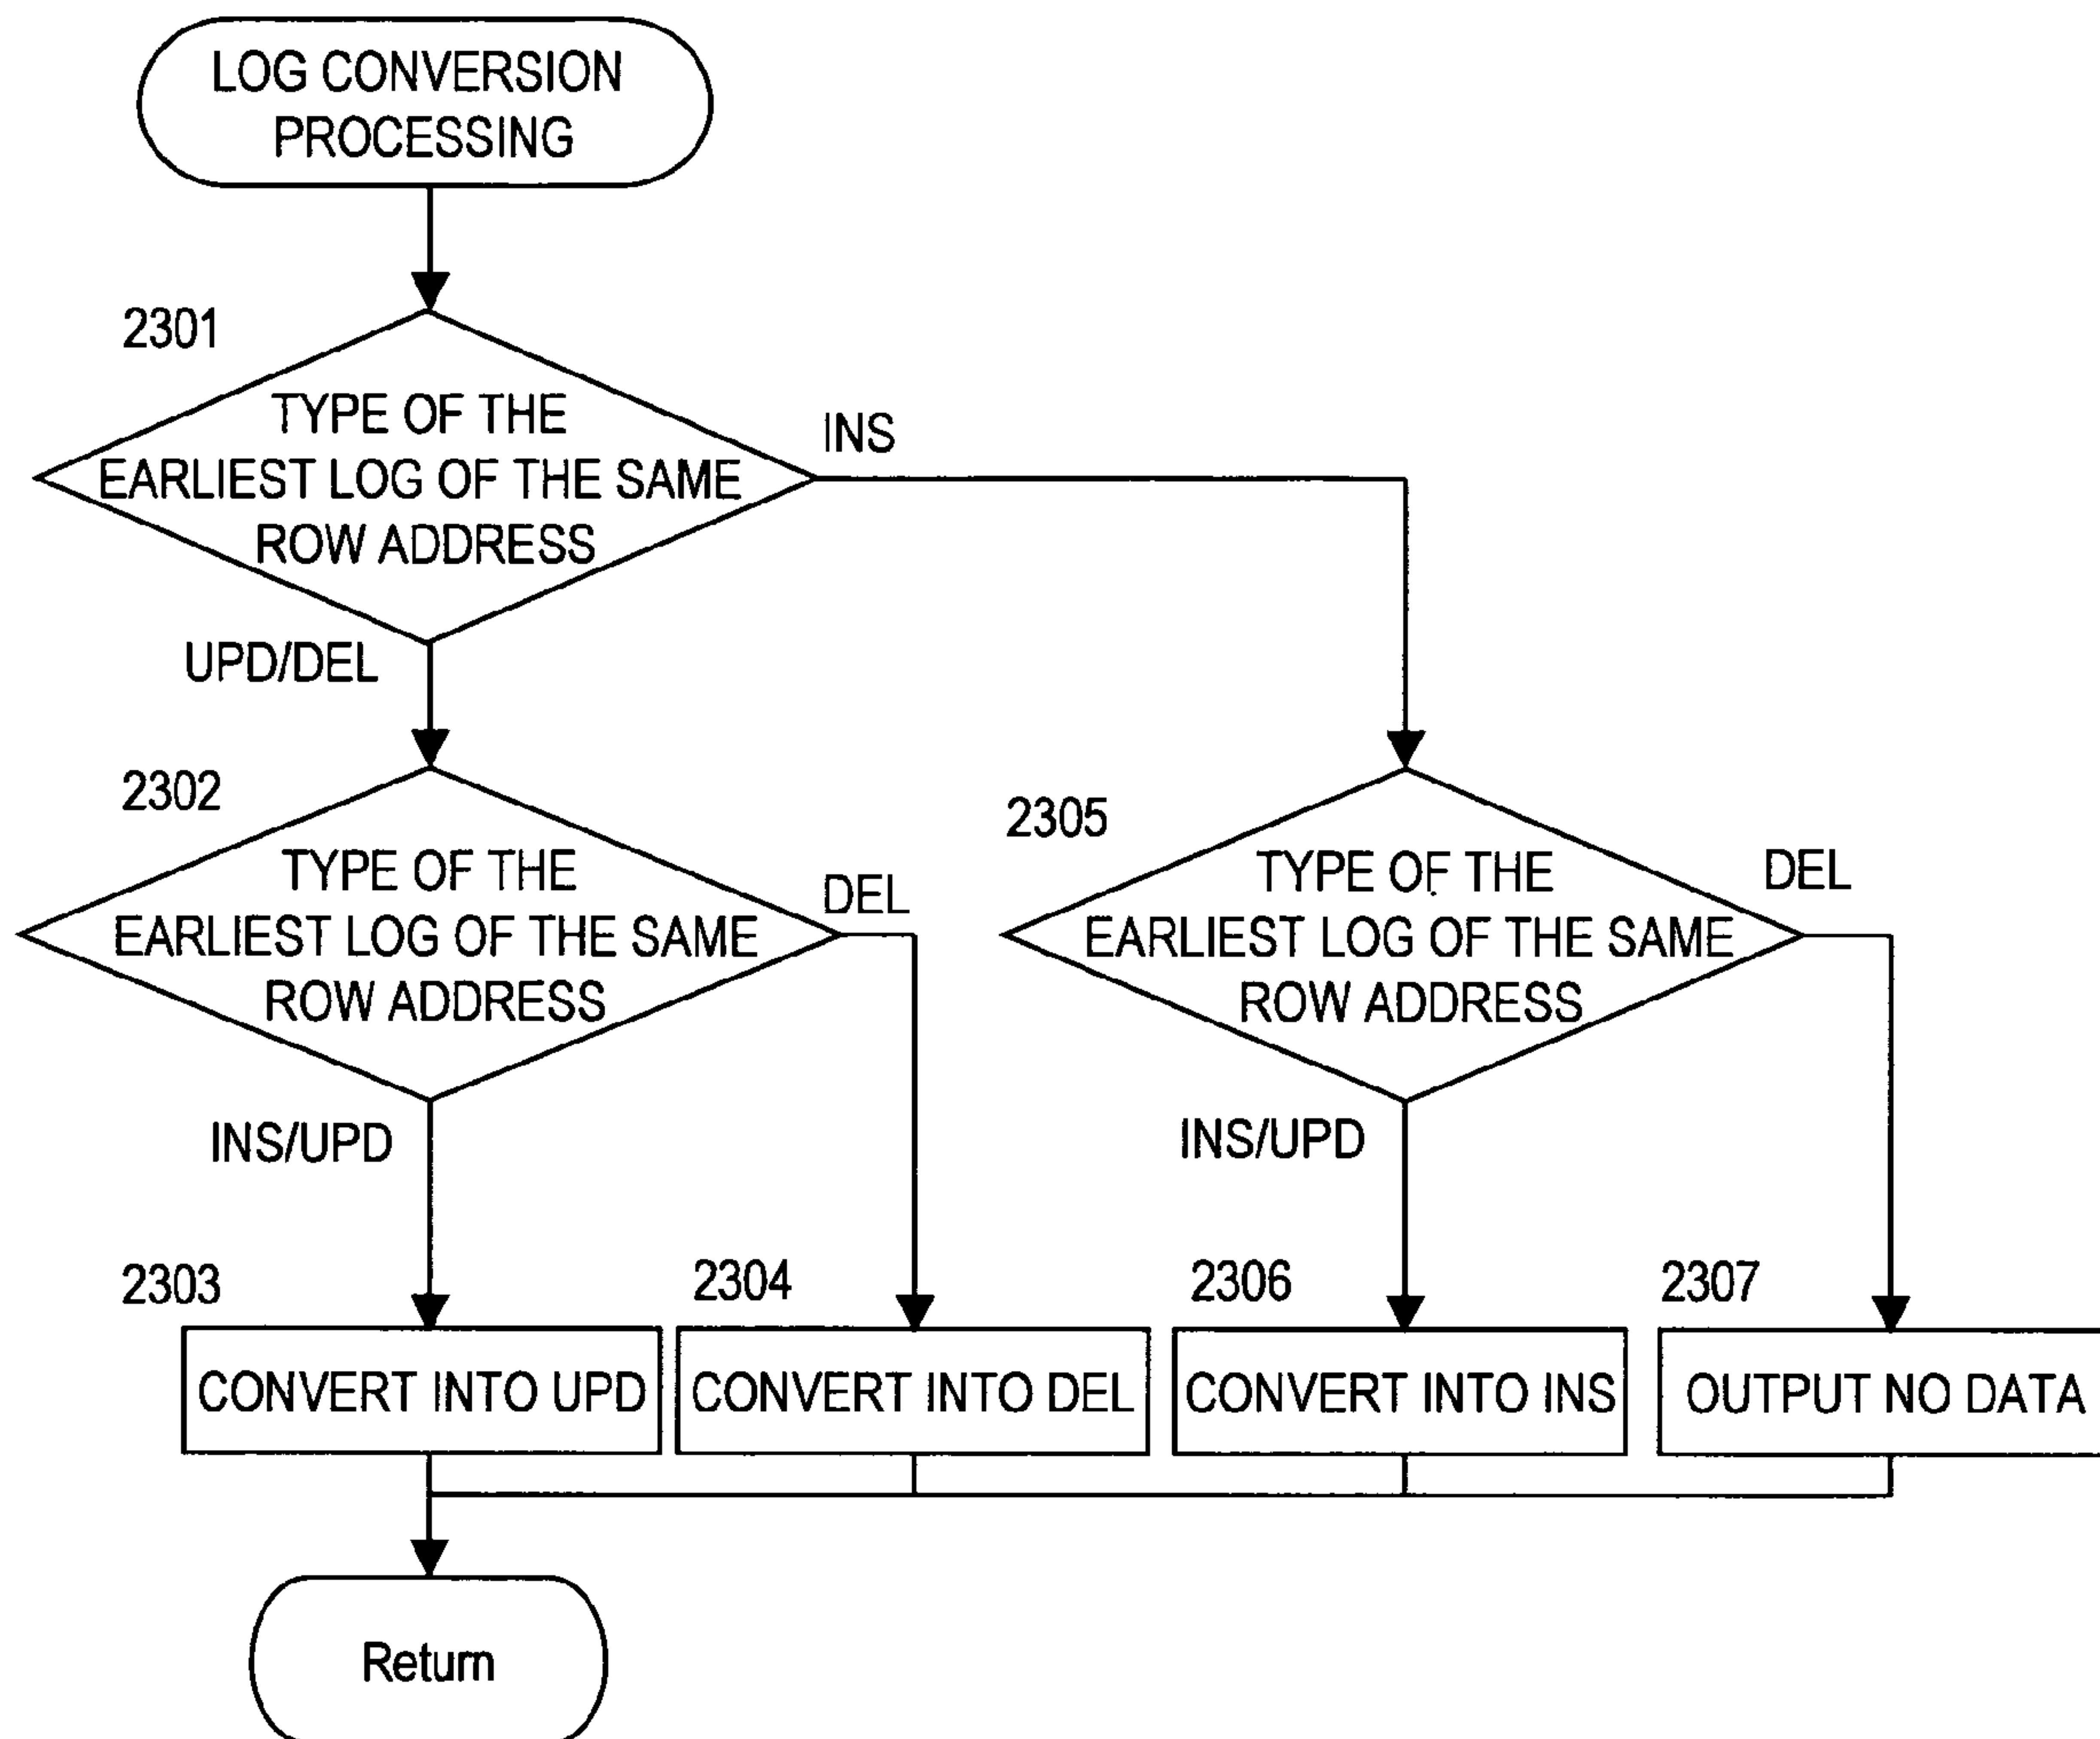 LOG CONVERSION
PROCESSING
2301
TYPE OF THE
EARLIEST LOG OF THE SAME
ROW ADDRESS
INS
UPD/DEL
2302
TYPE OF THE
EARLIEST LOG OF THE SAME
ROW ADDRESS
DEL
INS/UPD
2305
TYPE OF THE
EARLIEST LOG OF THE SAME
ROW ADDRESS
DEL
INS/UPD
2303
CONVERT INTO UPD
2304
CONVERT INTO DEL
2306
CONVERT INTO INS
2307
OUTPUT NO DATA
Return